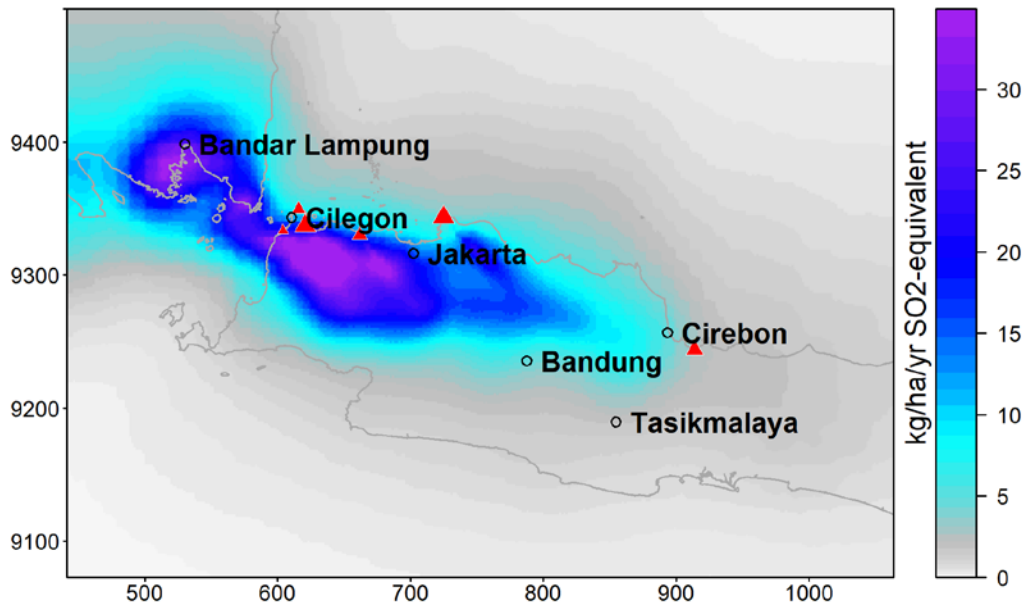 9400
9300
9200
9100
500
600
700
800
900
1000
Bandar Lampung
Cilegon
Jakarta
Cirebon
Bandung
Tasikmalaya
kg/ha/yr SO2-equivalent
30
25
20
15
10
5
0